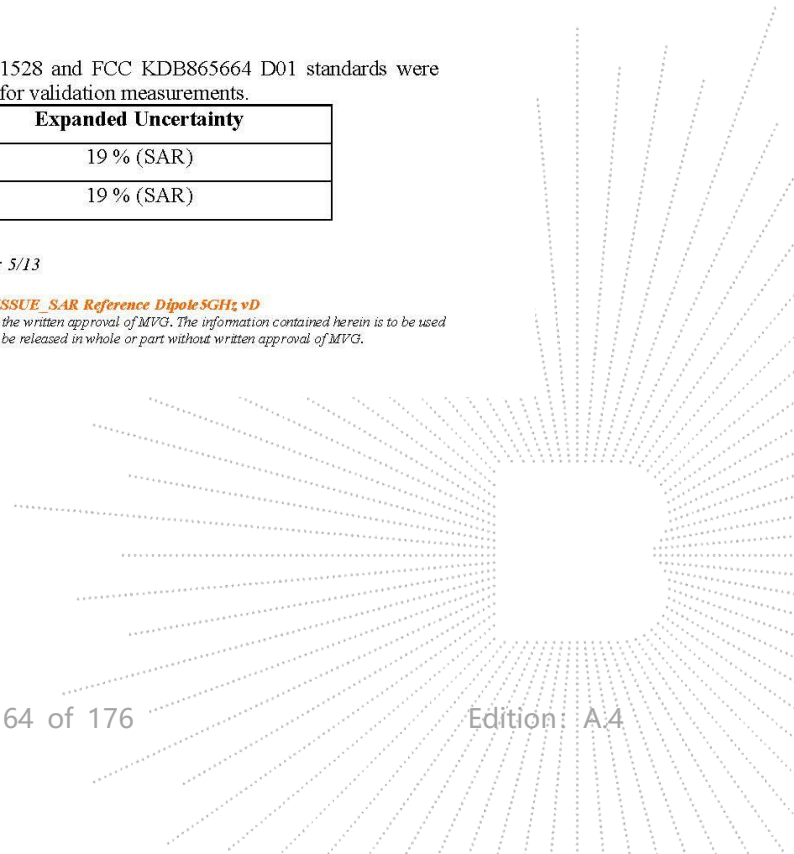 1528 and FCC KDB865664 D01 standards were
for validation measurements.
Expanded Uncertainty
19 % (SAR)
19 % (SAR)
: 5/13
SSUE_SAR Reference Dipole5GHz vD
the written approval of MVG. The information contained herein is to be used
be released in whole or part without written approval of MVG.
64 of 176
Edition: A.4